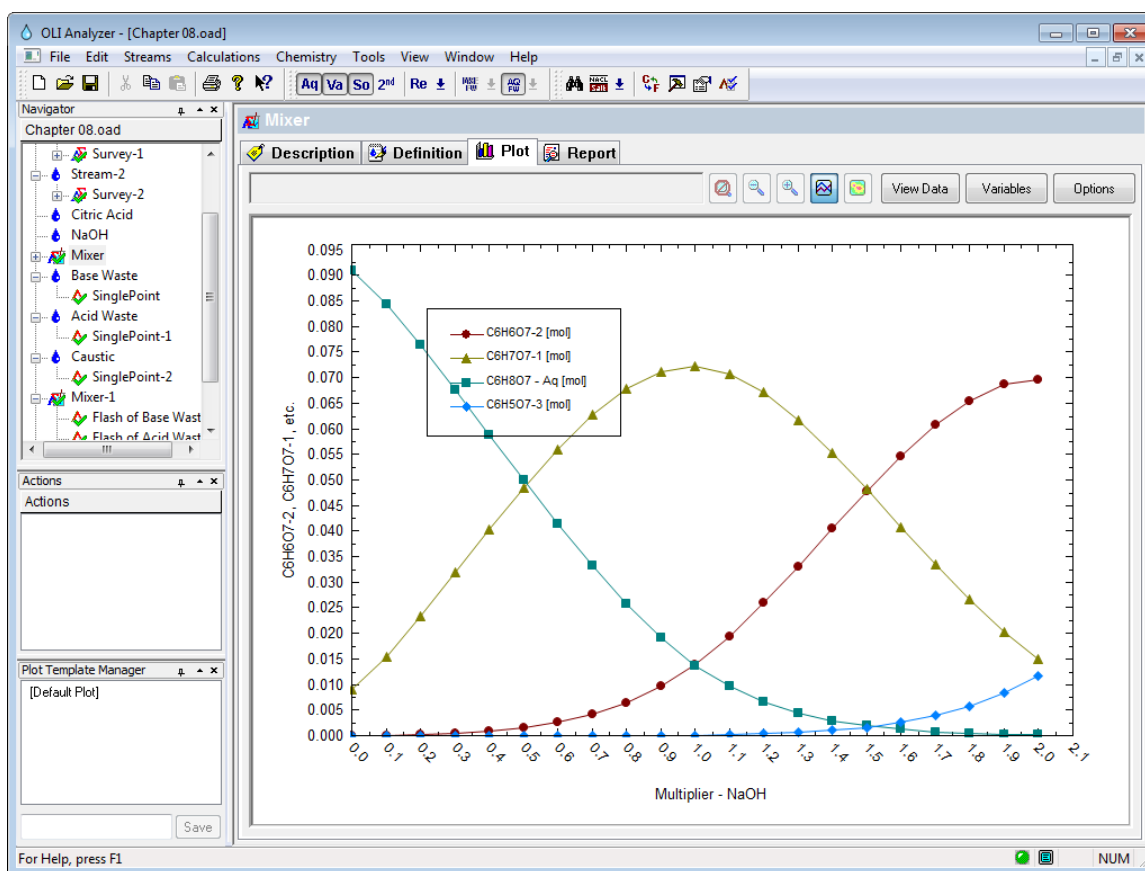 OLI Analyzer - [Chapter 08.oad]
File Edit Streams Calculations Chemistry Tools View Window Help
Aq Va So 2nd Re
Navigator
Chapter 08.oad
Survey-1
Stream-2
Survey-2
Citric Acid
NaOH
Mixer
Base Waste
SinglePoint
Acid Waste
SinglePoint-1
Caustic
SinglePoint-2
Mixer-1
Flash of Base Wast
Flash of Acid Wast
Actions
Actions
Plot Template Manager
[Default Plot]
Save
Mixer
Description Definition Plot Report
View Data Variables Options
0.095
0.090
0.085
0.080
0.075
0.070
0.065
0.060
0.055
0.050
0.045
0.040
0.035
0.030
0.025
0.020
0.015
0.010
0.005
0.000
C6H6O7-2, C6H7O7-1, etc.
C6H6O7-2 [mol]
C6H7O7-1 [mol]
C6H8O7 - Aq [mol]
C6H5O7-3 [mol]
0.0 0.1 0.2 0.3 0.4 0.5 0.6 0.7 0.8 0.9 1.0 1.1 1.2 1.3 1.4 1.5 1.6 1.7 1.8 1.9 2.0 2.1
Multiplier - NaOH
For Help, press F1
NUM